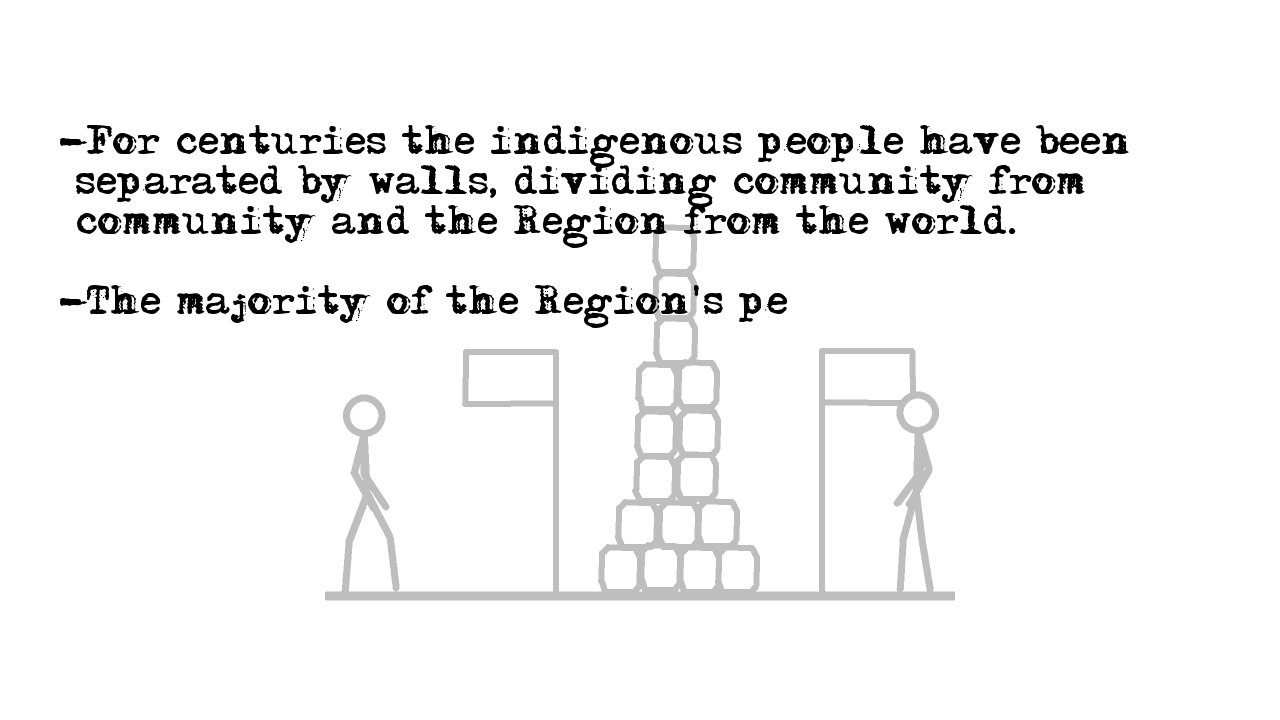 -For centuries the indigenous people have been
separated by walls, dividing community from
community and the Region from the world.
-The majority of the Region's pe